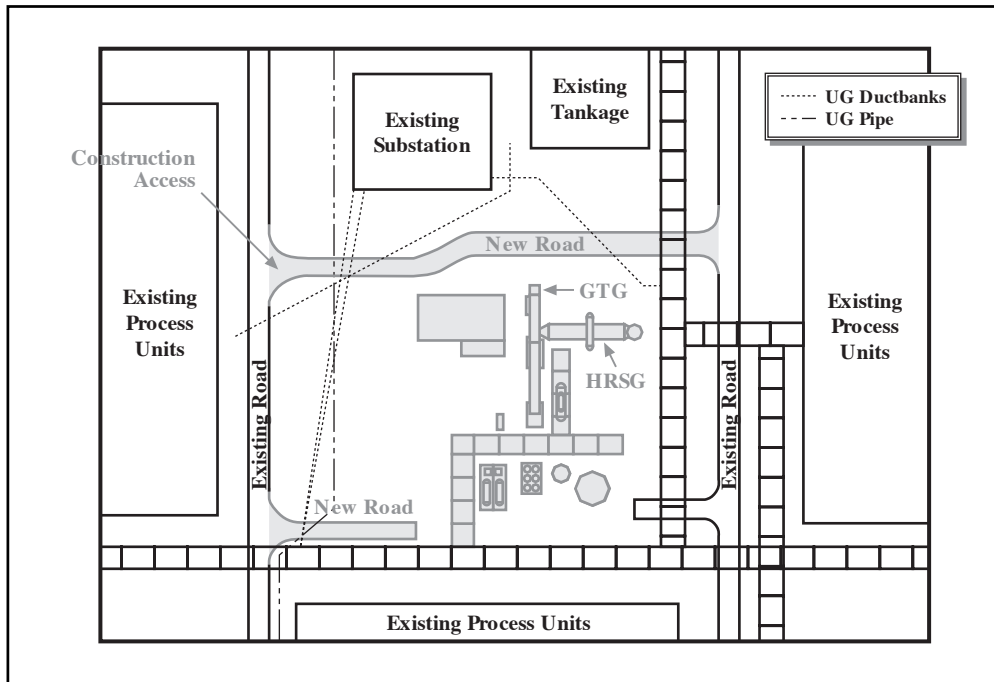 Existing
Substation
Existing
Tankage
UG Ductbanks
UG Pipe
Construction
Access
New Road
Existing
Process
Units
GTG
HRSG
Existing
Process
Units
Existing Road
Existing Road
New Road
Existing Process Units